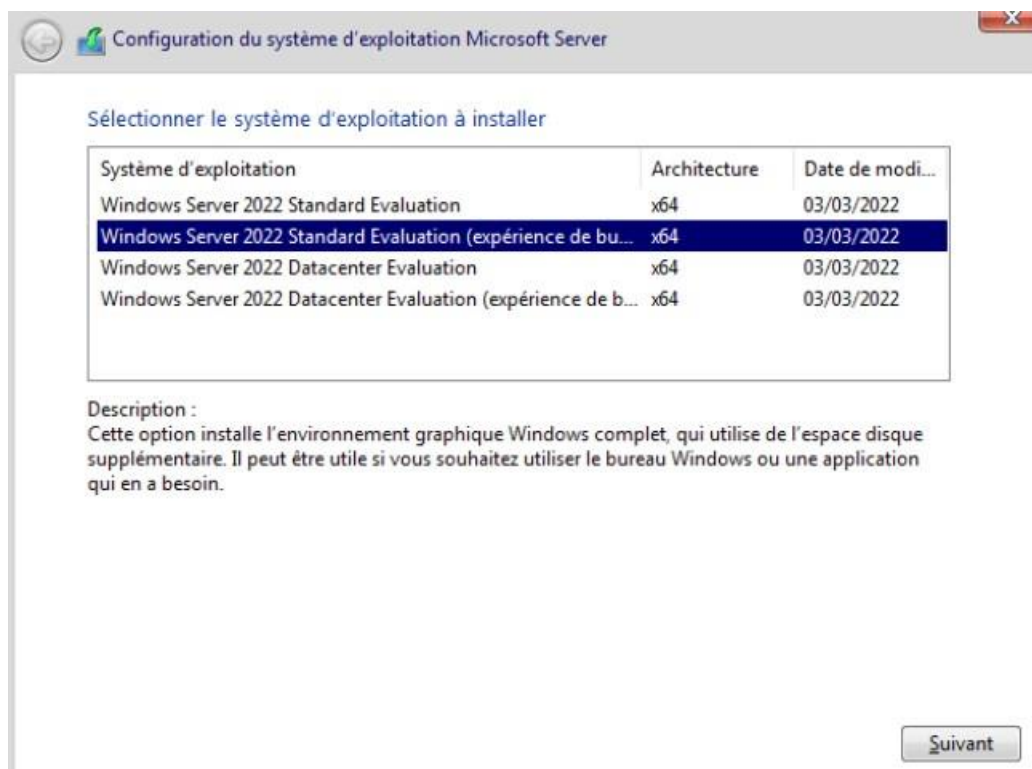 Configuration du système d'exploitation Microsoft Server
Sélectionner le système d'exploitation à installer
Système d'exploitation Architecture Date de modi...
Windows Server 2022 Standard Evaluation x64 03/03/2022
Windows Server 2022 Standard Evaluation (expérience de bu... x64 03/03/2022
Windows Server 2022 Datacenter Evaluation x64 03/03/2022
Windows Server 2022 Datacenter Evaluation (expérience de b... x64 03/03/2022
Description :
Cette option installe l'environnement graphique Windows complet, qui utilise de l'espace disque
supplémentaire. Il peut être utile si vous souhaitez utiliser le bureau Windows ou une application
qui en a besoin.
Suivant